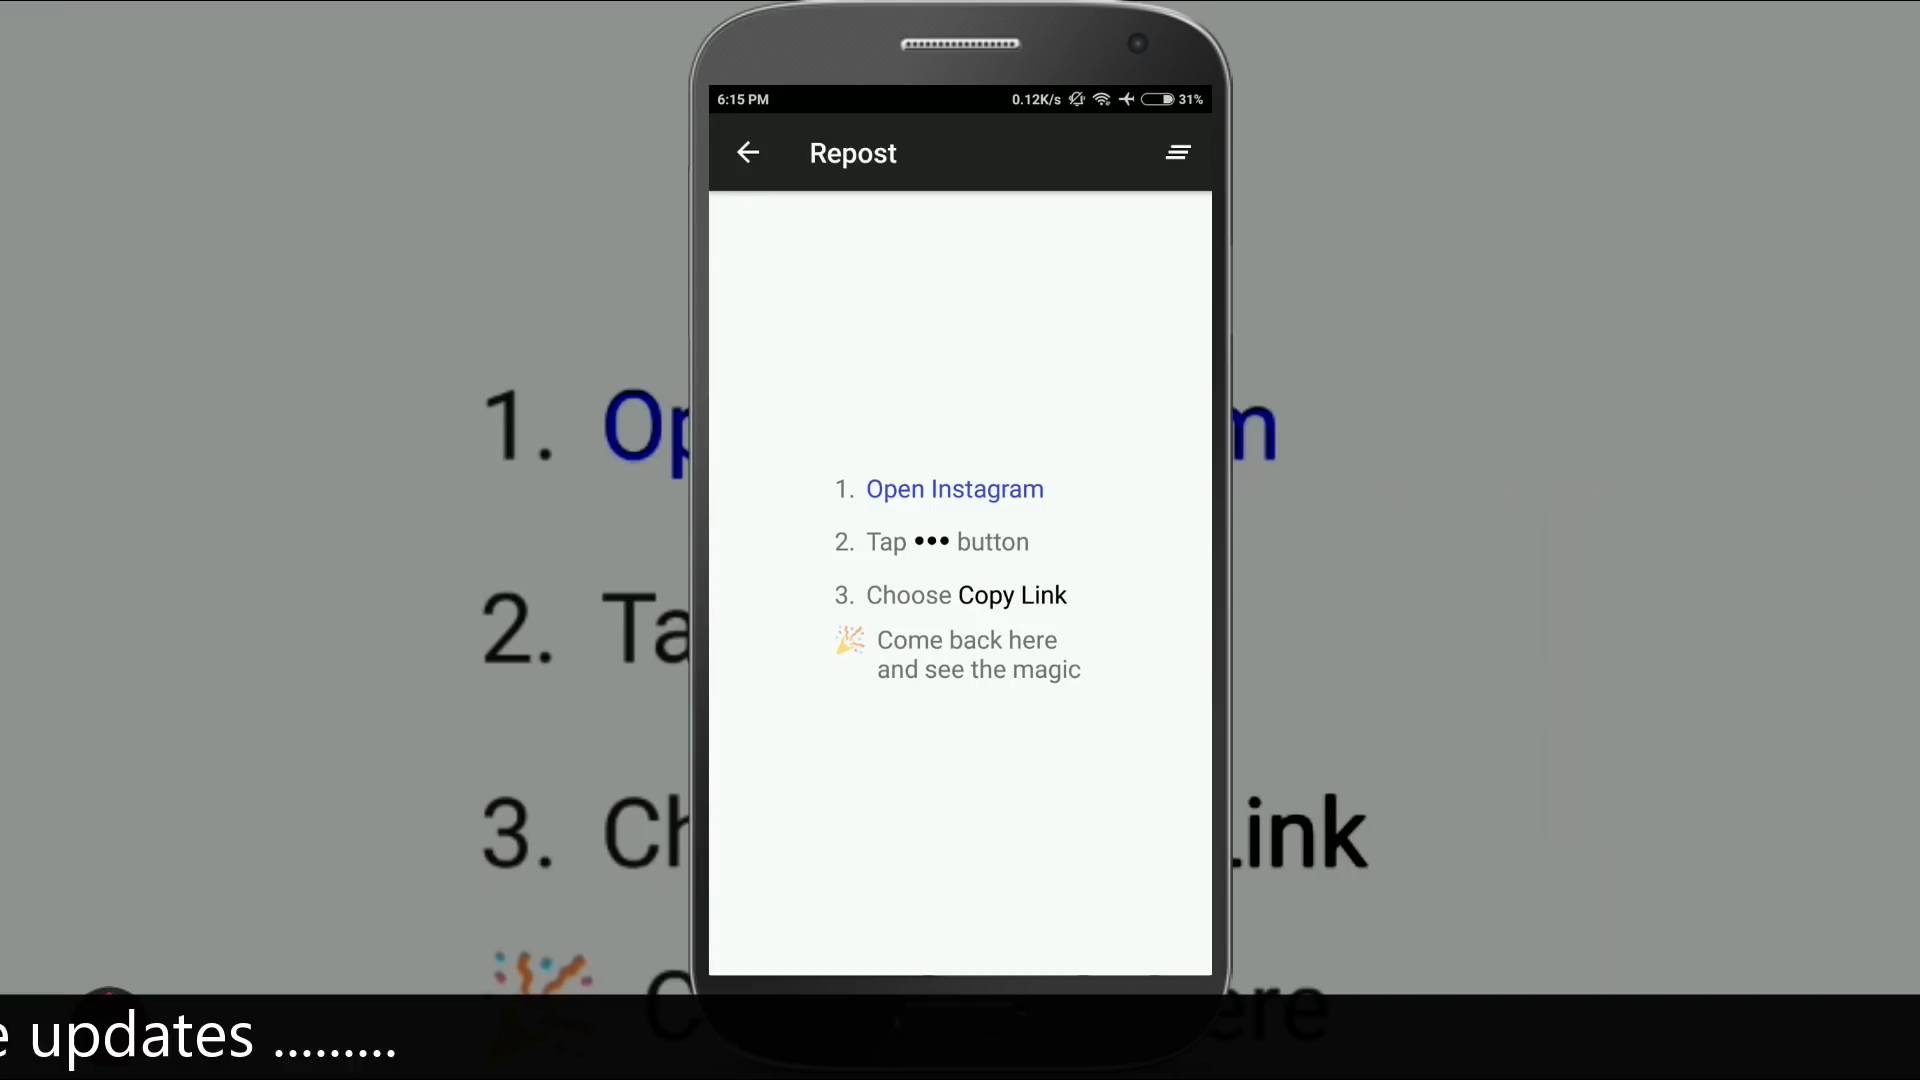 6:15 PM 0.12K/s 31%
Repost
1. Open Instagram
2. Tap ••• button
3. Choose Copy Link
🎉 Come back here
and see the magic
1.
2.
3.
updates .........